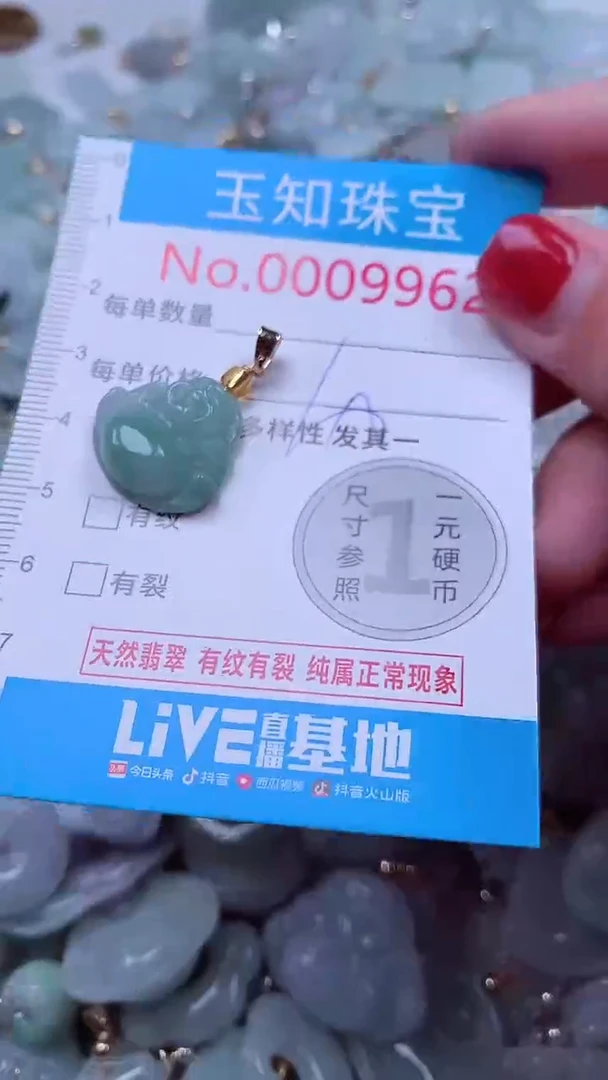 玉知珠宝
No.0009962
每单数量
每单价格
多样性 发其一
有纹
有裂
尺寸参照
1
一元硬币
天然翡翠 有纹有裂 纯属正常现象
LiVE直播基地
头条 今日头条 抖音 西瓜视频 抖音火山版
0
1
2
3
4
5
6
7